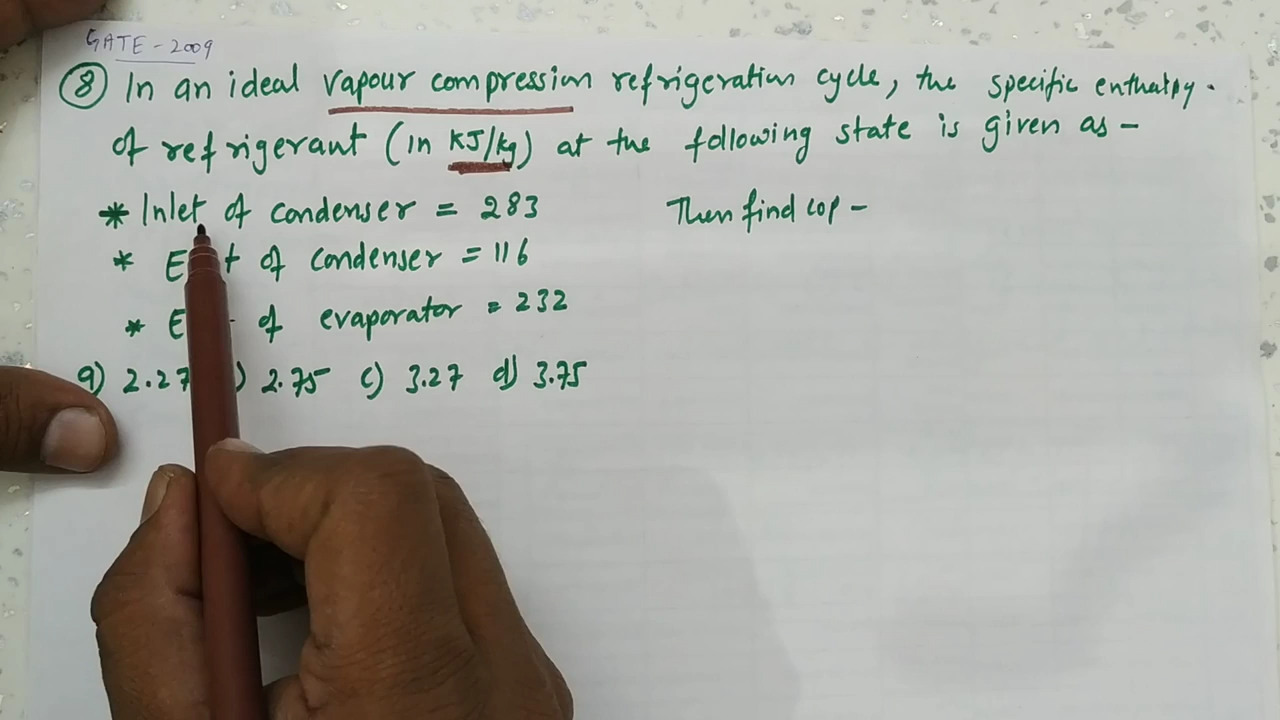 GATE - 2009
⑧ In an ideal vapour compression refrigeration cycle, the specific enthalpy.
of refrigerant (in KJ/kg) at the following state is given as -
* Inlet of condenser = 283
Then find cop -
* of condenser = 116
* of evaporator = 232
a) 2.27 ) 2.75 c) 3.27 d) 3.75